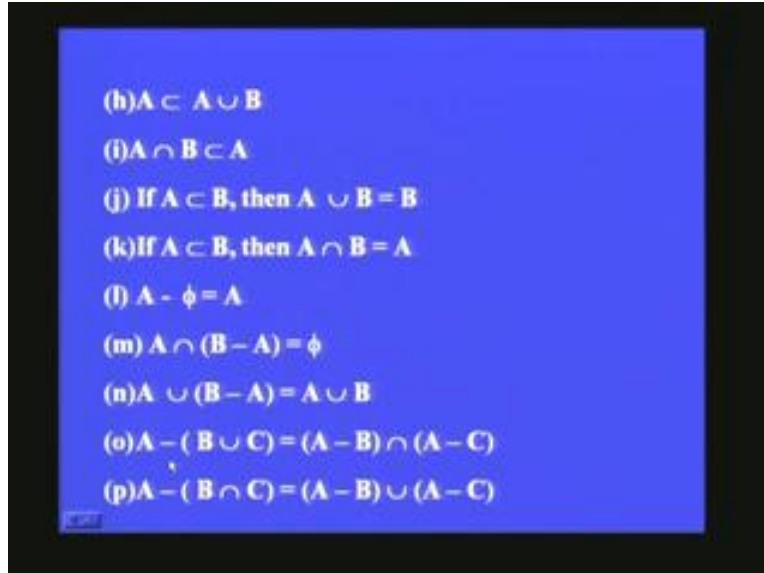 (h)A ⊂ A ∪ B
(i)A ∩ B ⊂ A
(j) If A ⊂ B, then A ∪ B = B
(k)If A ⊂ B, then A ∩ B = A
(l) A - ϕ = A
(m) A ∩ (B – A) = ϕ
(n)A ∪ (B – A) = A ∪ B
(o)A – ( B ∪ C) = (A – B) ∩ (A – C)
(p)A – ( B ∩ C) = (A – B) ∪ (A – C)